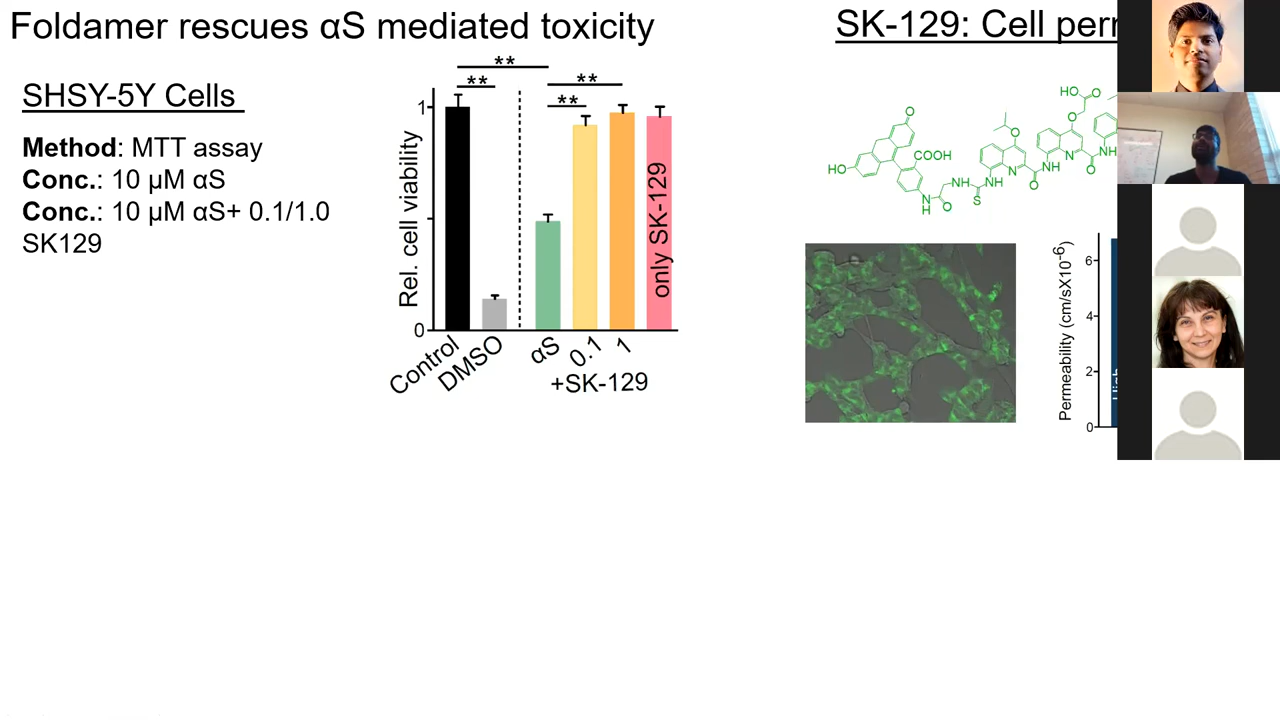 Foldamer rescues αS mediated toxicity
SHSY-5Y Cells
Method: MTT assay
Conc.: 10 μM αS
Conc.: 10 μM αS+ 0.1/1.0
SK129
Rel. cell viability
1
0
**
**
**
**
only SK-129
Control
DMSO
αS
0.1
1
+SK-129
SK-129: Cell perm
HO
O
COOH
N
H
O
NH
S
NH
O
N
O
NH
HO
O
O
N
O
NH
Permeability (cm/sX10-6)
6
4
2
0
High